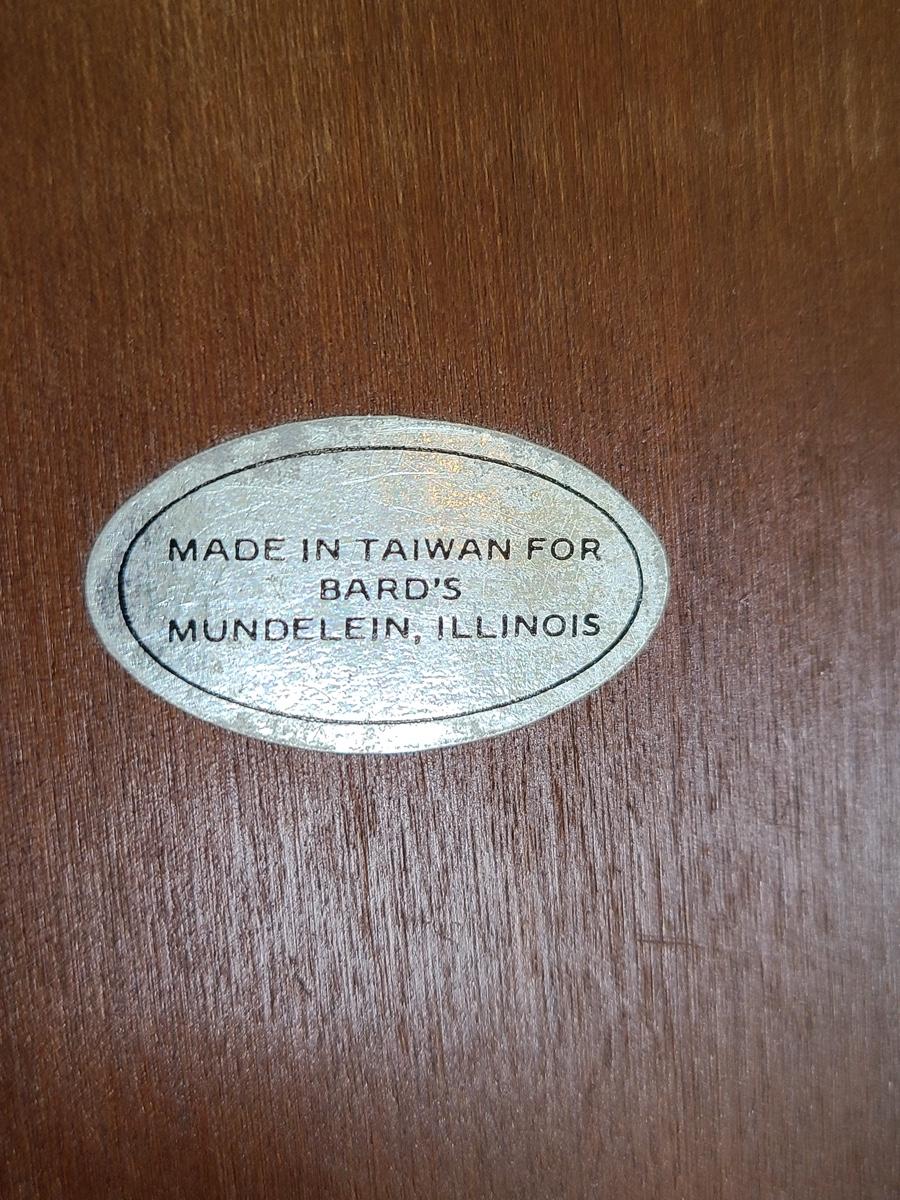 MADE IN TAIWAN FOR
BARD'S
MUNDELEIN, ILLINOIS